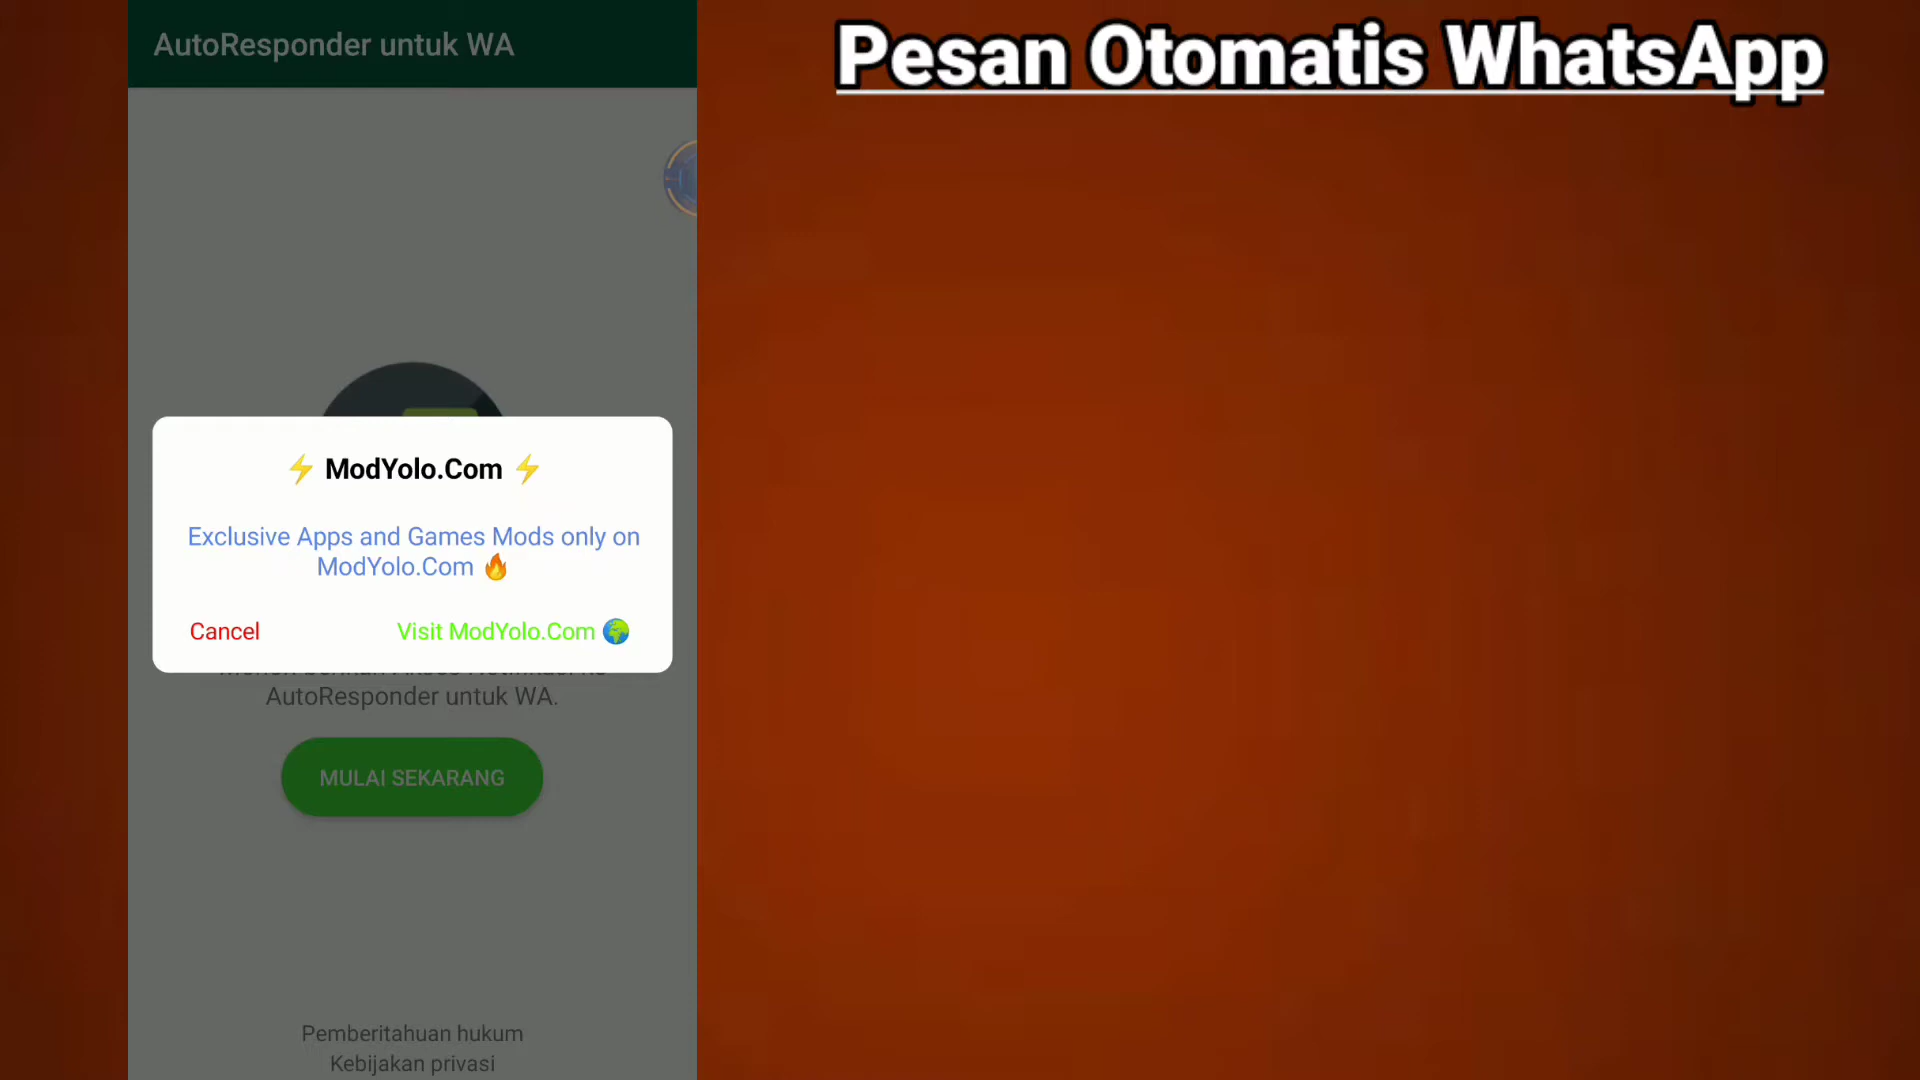 AutoResponder untuk WA
Pesan Otomatis WhatsApp
⚡ ModYolo.Com ⚡
Exclusive Apps and Games Mods only on
ModYolo.Com 🔥
Cancel
Visit ModYolo.Com 🌍
AutoResponder untuk WA.
MULAI SEKARANG
Pemberitahuan hukum
Kebijakan privasi